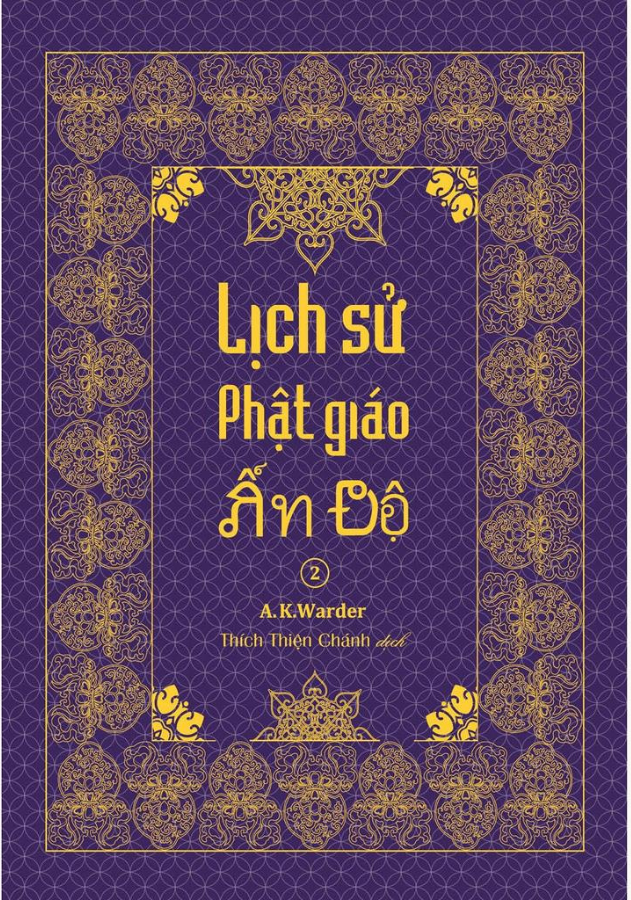 Lịch sử
Phật giáo
Ấn Độ
2
A. K. Warder
Thích Thiện Chánh dịch